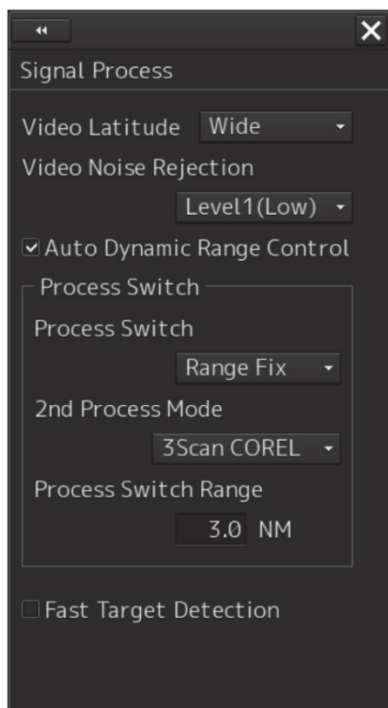 Signal Process
Video Latitude Wide
Video Noise Rejection
Level1(Low)
Auto Dynamic Range Control
Process Switch
Process Switch
Range Fix
2nd Process Mode
3Scan COREL
Process Switch Range
3.0 NM
Fast Target Detection